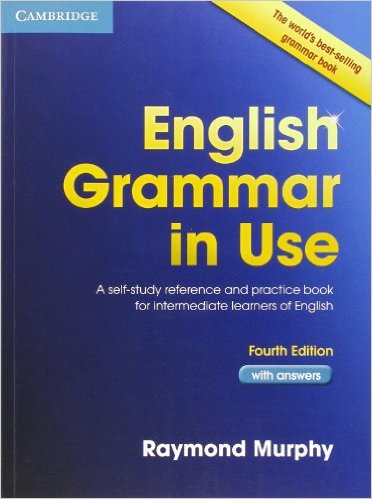 CAMBRIDGE
The world's best-selling
grammar book
English
Grammar
in Use
A self-study reference and practice book
for intermediate learners of English
Fourth Edition
with answers
Raymond Murphy